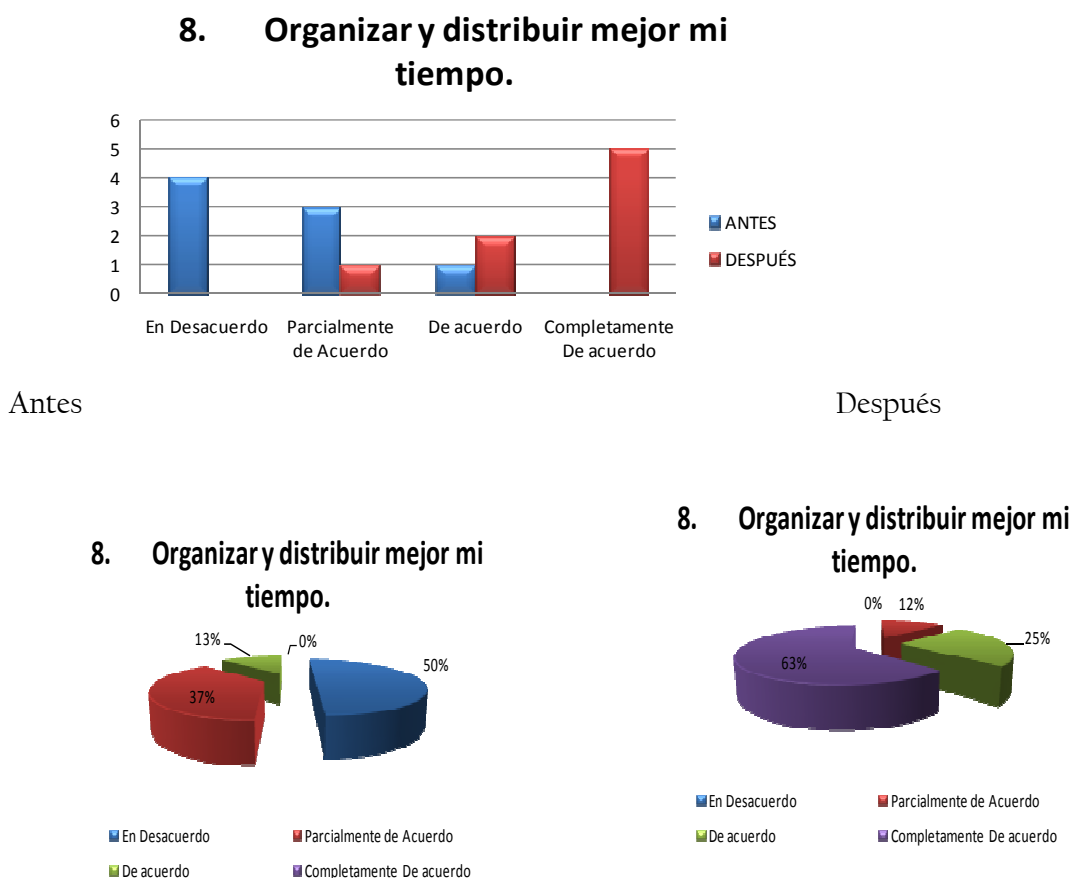 8. Organizar y distribuir mejor mi
tiempo.
6
5
4
3
2
1
0
ANTES
DESPUÉS
En Desacuerdo
Parcialmente
de Acuerdo
De acuerdo
Completamente
De acuerdo
Antes
Después
8. Organizar y distribuir mejor mi
tiempo.
13%
0%
50%
37%
En Desacuerdo
Parcialmente de Acuerdo
De acuerdo
Completamente De acuerdo
8. Organizar y distribuir mejor mi
tiempo.
0%
12%
25%
63%
En Desacuerdo
Parcialmente de Acuerdo
De acuerdo
Completamente De acuerdo